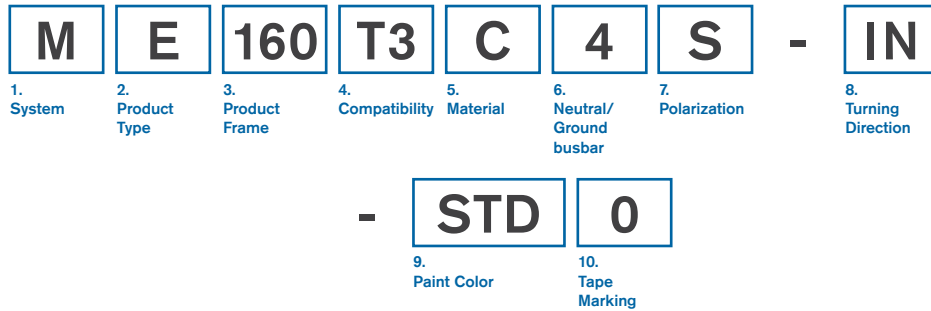 M E 160 T3 C 4 S - IN
1. 2. 3. 4. 5. 6. 7. 8.
System Product Product Compatibility Material Neutral/ Polarization Turning
Type Frame Ground Direction
busbar
- STD 0
9. 10.
Paint Color Tape
Marking